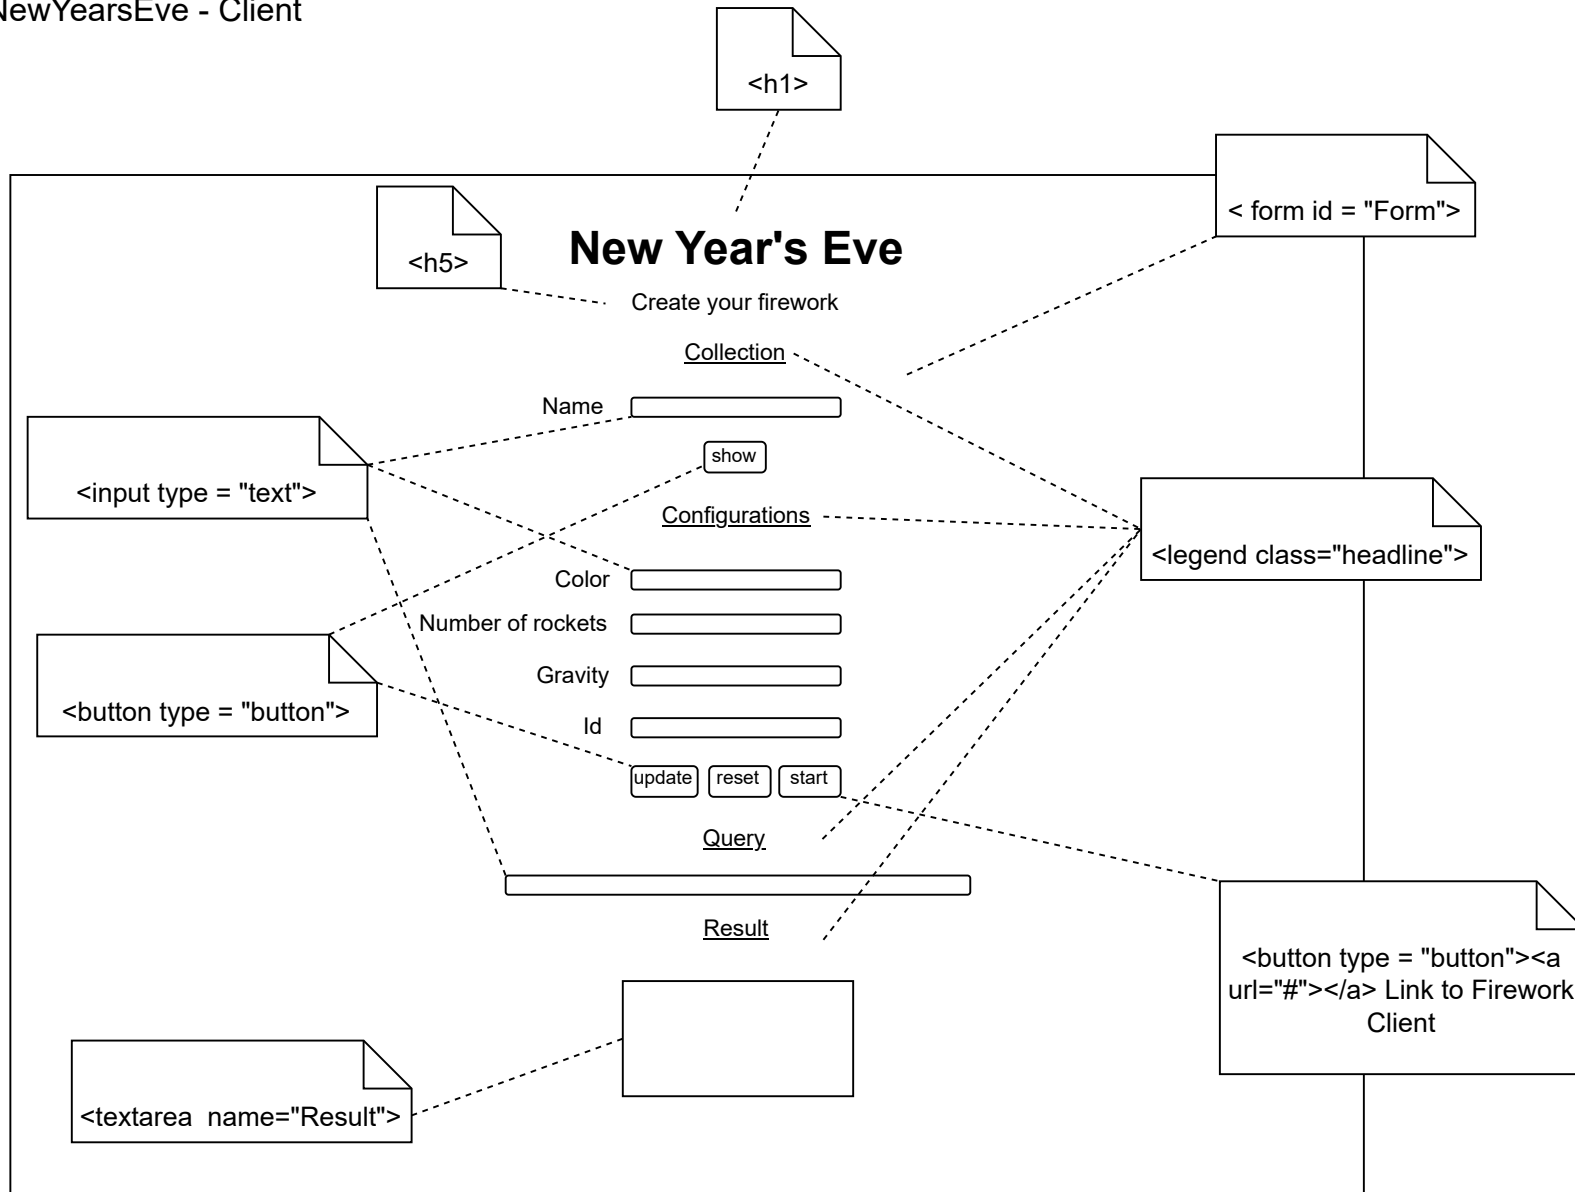 NewYearsEve - Client
<h1>
< form id = "Form">
<h5>
New Year's Eve
Create your firework
Collection
Name
<input type = "text">
show
Configurations
<legend class="headline">
Color
Number of rockets
Gravity
<button type = "button">
Id
update reset start
Query
Result
<button type = "button"><a
url="#"></a> Link to Firework
Client
<textarea  name="Result">